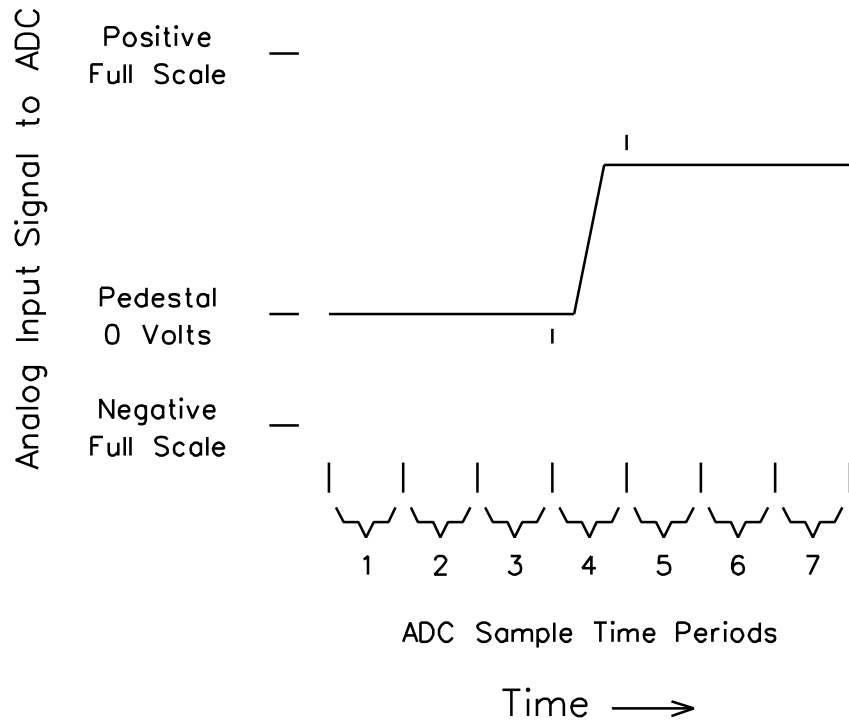 Analog Input Signal to ADC
Positive
Full Scale
Pedestal
0 Volts
Negative
Full Scale
1 2 3 4 5 6 7
ADC Sample Time Periods
Time